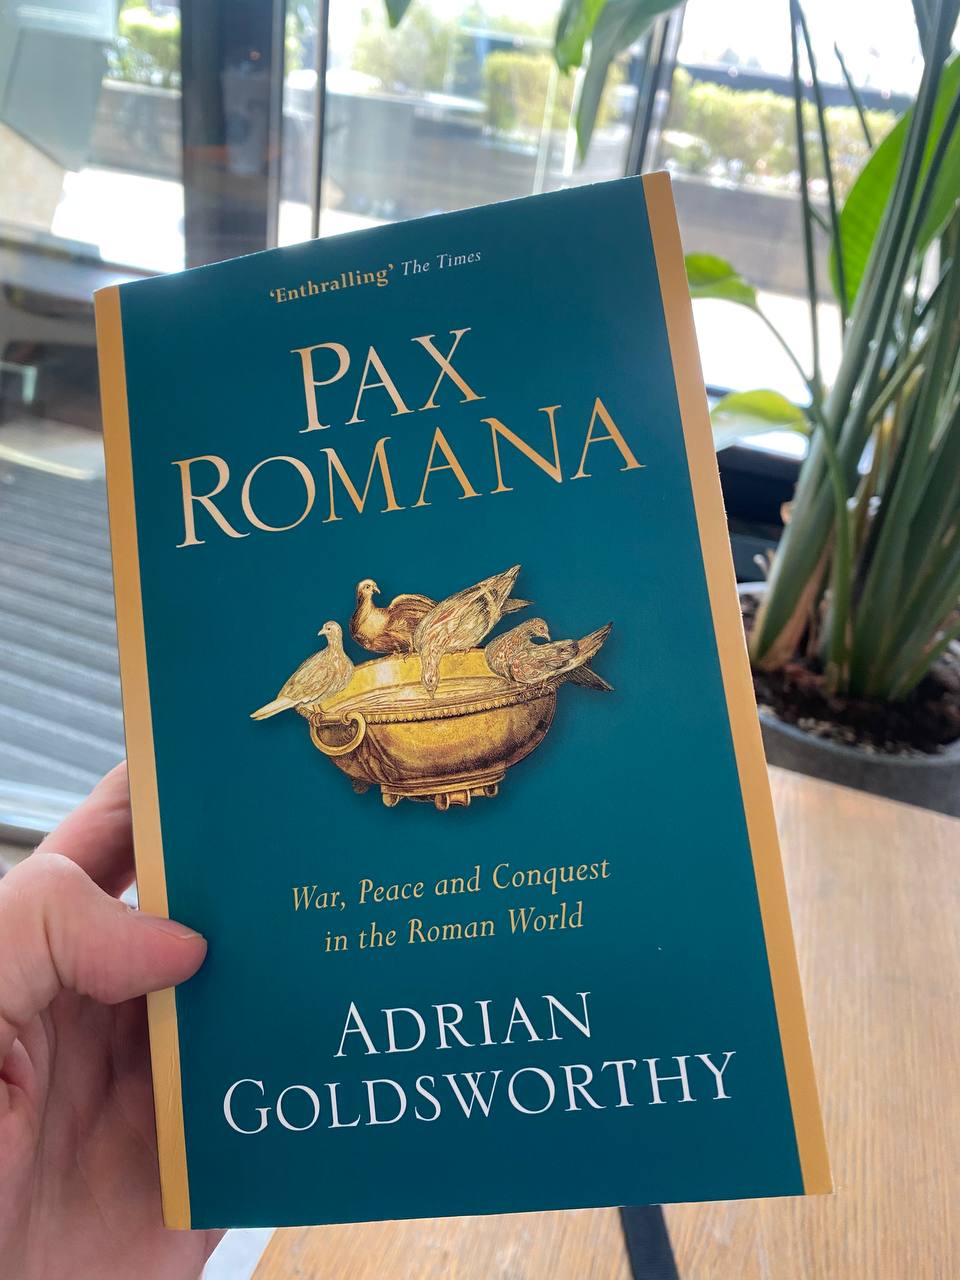 ‘Enthralling’ The Times
PAX
ROMANA
War, Peace and Conquest
in the Roman World
ADRIAN
GOLDSWORTHY